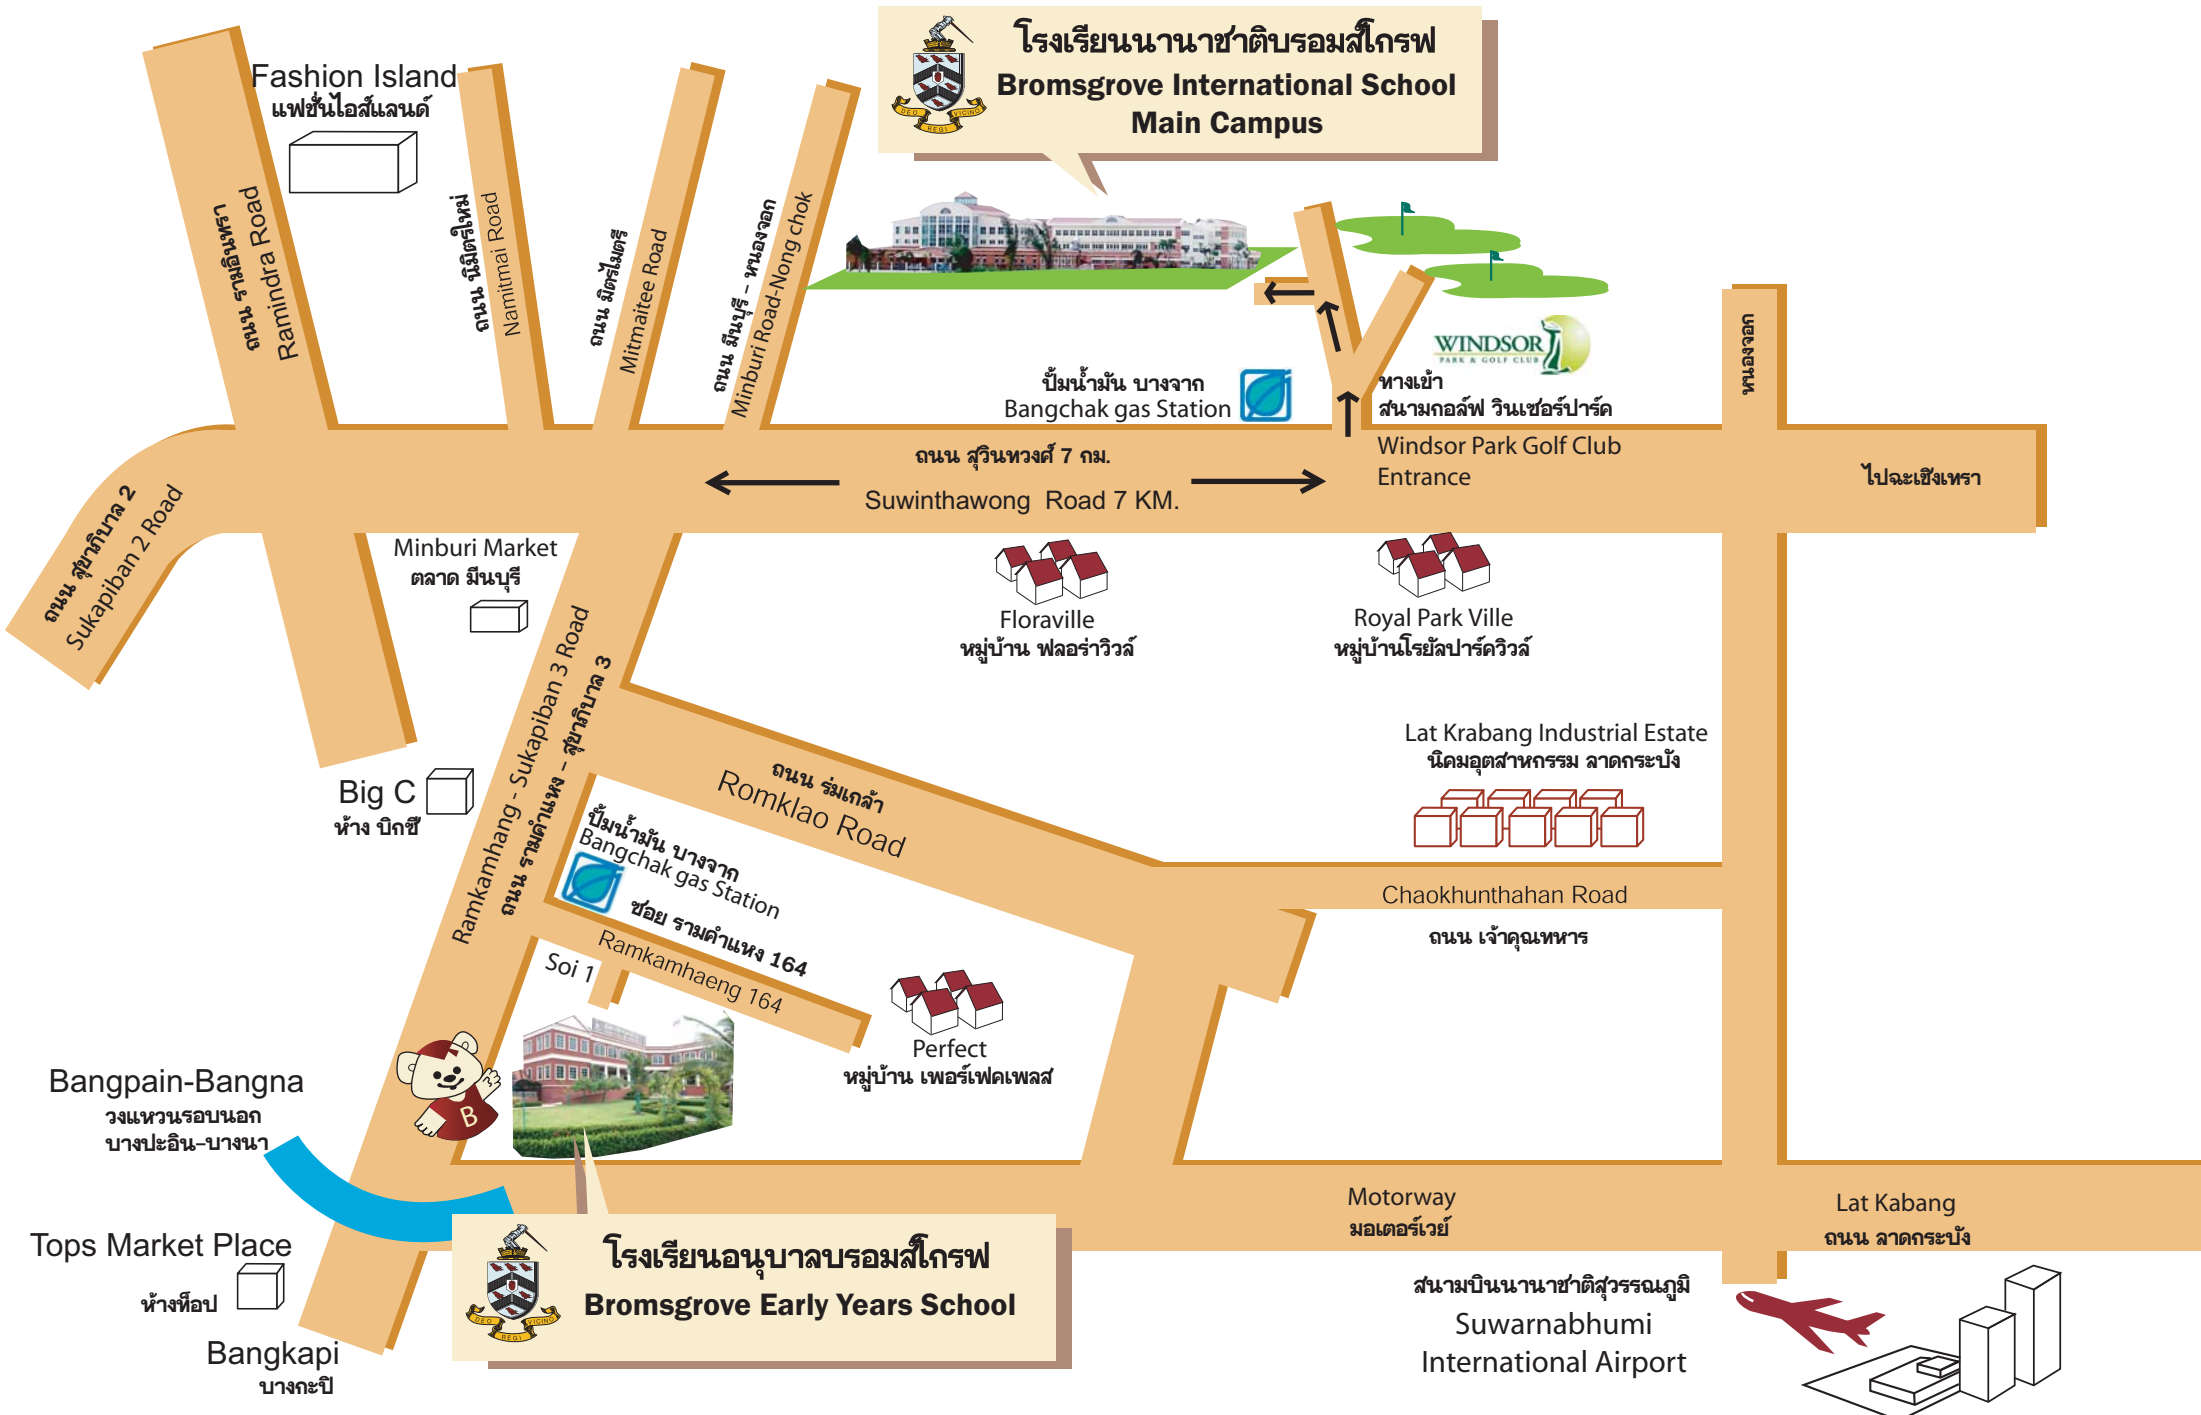 โรงเรียนนานาชาติบรอมส์โกรฟ
Bromsgrove International School
Main Campus
DEO REGI VICINO
Fashion Island
แฟชั่นไอส์แลนด์
ถนน รามอินทรา
Ramindra Road
ถนน นิมิตรใหม่
Namitmai Road
ถนน มิตรไมตรี
Mitmaitee Road
ถนน มีนบุรี - หนองจอก
Minburi Road-Nong chok
WINDSOR
PARK & GOLF CLUB
หนองจอก
ปั้มน้ำมัน บางจาก
Bangchak gas Station
ทางเข้า
สนามกอล์ฟ วินเซอร์ปาร์ค
Windsor Park Golf Club
Entrance
ถนน สุวินทวงศ์ 7 กม.
Suwinthawong Road 7 KM.
ไปฉะเชิงเทรา
ถนน สุขาภิบาล 2
Sukapiban 2 Road
Minburi Market
ตลาด มีนบุรี
Floraville
หมู่บ้าน ฟลอร่าวิวล์
Royal Park Ville
หมู่บ้านโรยัลปาร์ควิวล์
Ramkamhang - Sukapiban 3 Road
ถนน รามคำแหง - สุขาภิบาล 3
ถนน ร่มเกล้า
Romklao Road
Lat Krabang Industrial Estate
นิคมอุตสาหกรรม ลาดกระบัง
Big C
ห้าง บิกซี
ปั้มน้ำมัน บางจาก
Bangchak gas Station
ซอย รามคำแหง 164
Ramkamhaeng 164
Soi 1
Chaokhunthahan Road
ถนน เจ้าคุณทหาร
Perfect
หมู่บ้าน เพอร์เฟคเพลส
B
Bangpain-Bangna
วงแหวนรอบนอก
บางปะอิน-บางนา
Motorway
มอเตอร์เวย์
Lat Kabang
ถนน ลาดกระบัง
Tops Market Place
ห้างท็อป
โรงเรียนอนุบาลบรอมส์โกรฟ
Bromsgrove Early Years School
DEO REGI VICINO
สนามบินนานาชาติสุวรรณภูมิ
Suwarnabhumi
International Airport
Bangkapi
บางกะปิ